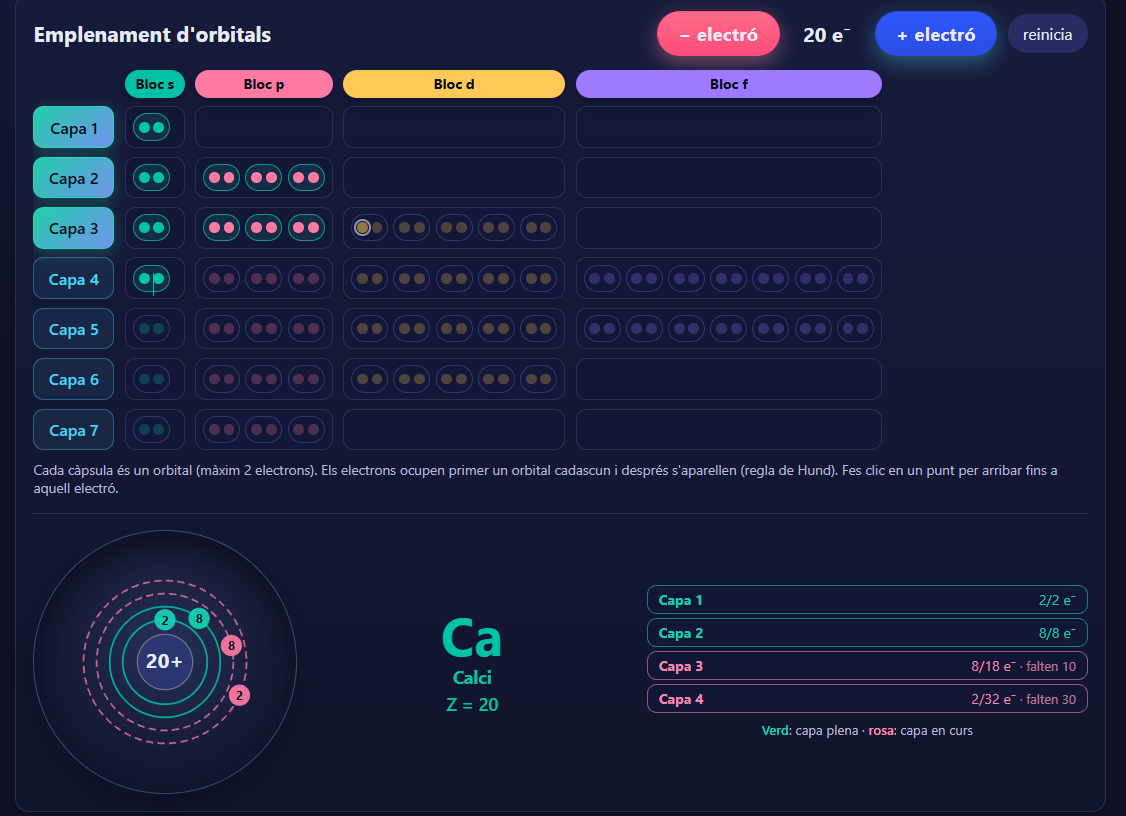 Emplenament d'orbitals
− electró
20 e⁻
+ electró
reinicia
Bloc s
Bloc p
Bloc d
Bloc f
Capa 1
Capa 2
Capa 3
Capa 4
Capa 5
Capa 6
Capa 7
Cada càpsula és un orbital (màxim 2 electrons). Els electrons ocupen primer un orbital cadascun i després s'aparellen (regla de Hund). Fes clic en un punt per arribar fins a
aquell electró.
2
8
8
2
20+
Ca
Calci
Z = 20
Capa 1 2/2 e⁻
Capa 2 8/8 e⁻
Capa 3 8/18 e⁻ · falten 10
Capa 4 2/32 e⁻ · falten 30
Verd: capa plena · rosa: capa en curs